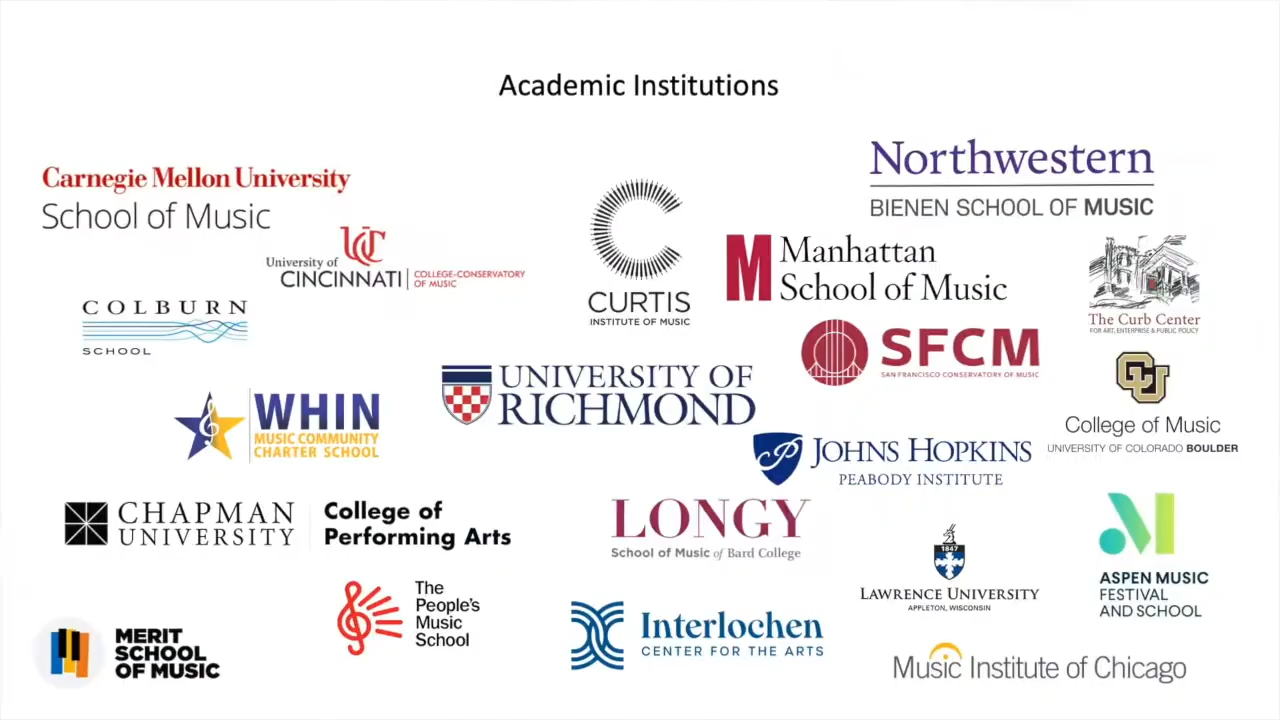 Academic Institutions
Carnegie Mellon University
School of Music
UC
University of
CINCINNATI
COLLEGE-CONSERVATORY
OF MUSIC
COLBURN
SCHOOL
C
CURTIS
INSTITUTE OF MUSIC
Northwestern
BIENEN SCHOOL OF MUSIC
M
Manhattan
School of Music
The Curb Center
FOR ART, ENTERPRISE & PUBLIC POLICY
SFCM
SAN FRANCISCO CONSERVATORY OF MUSIC
CU
College of Music
UNIVERSITY OF COLORADO BOULDER
UNIVERSITY OF
RICHMOND
WHIN
MUSIC COMMUNITY
CHARTER SCHOOL
P
JOHNS HOPKINS
PEABODY INSTITUTE
CHAPMAN
UNIVERSITY
College of
Performing Arts
LONGY
School of Music of Bard College
1847
LAWRENCE UNIVERSITY
APPLETON, WISCONSIN
ASPEN MUSIC
FESTIVAL
AND SCHOOL
The
People's
Music
School
Interlochen
CENTER FOR THE ARTS
MERIT
SCHOOL
OF MUSIC
Music Institute of Chicago